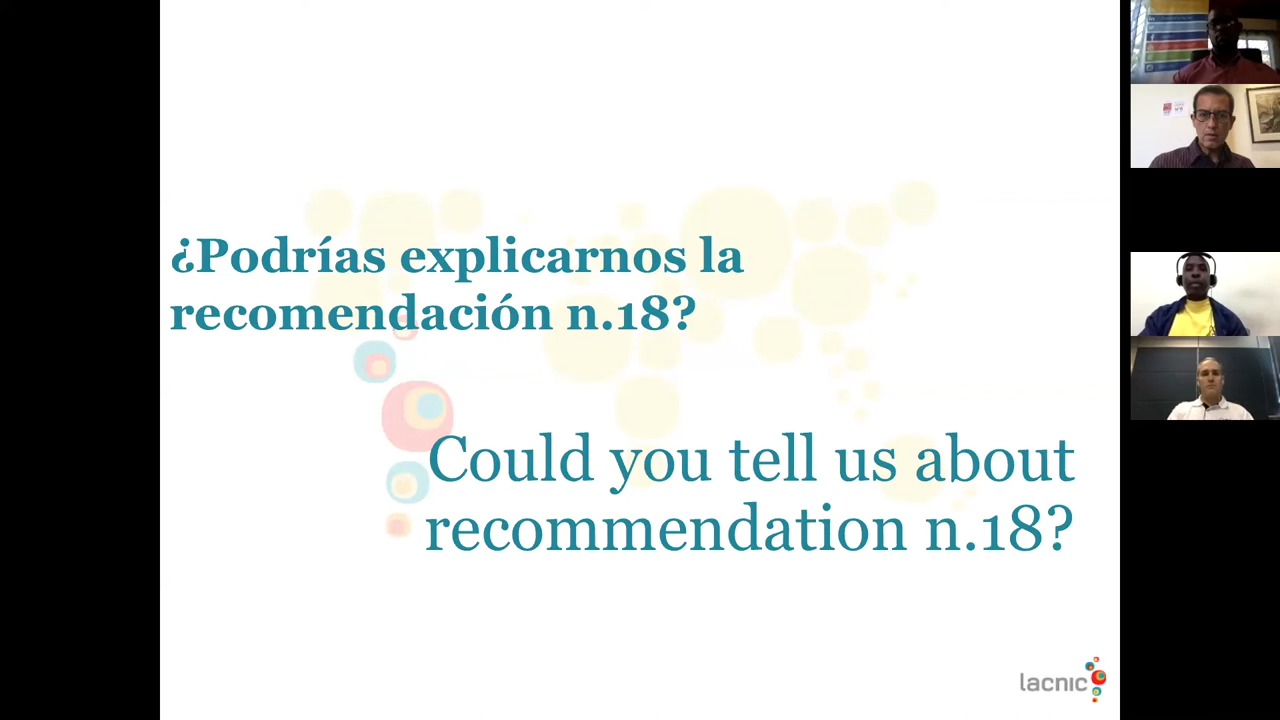 ¿Podrías explicarnos la
recomendación n.18?
Could you tell us about
recommendation n.18?
lacnic